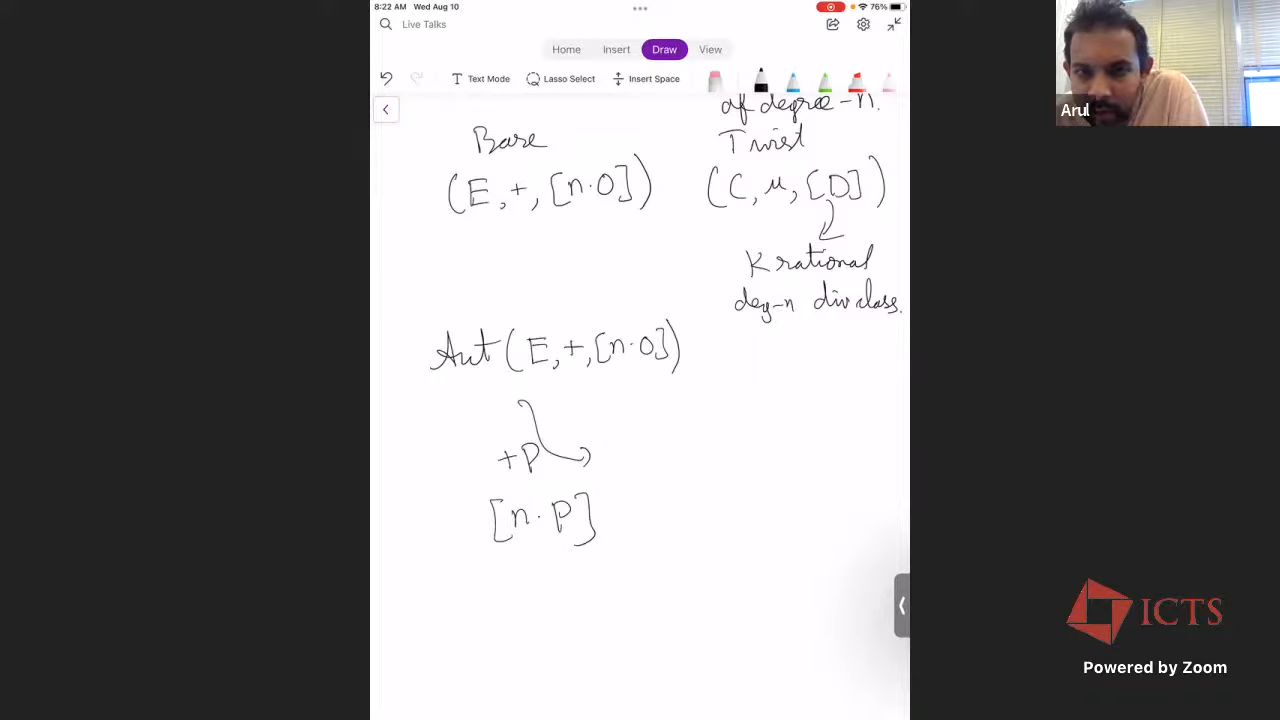 8:22 AM Wed Aug 10
76%
Live Talks
Home Insert Draw View
Text Mode Lasso Select Insert Space
of degree-n.
Base Twist
(E, +, [n·O]) (C, μ, [D])
K rational
deg-n div class.
Aut(E, +, [n·O])
+P
[n·P]
Arul
ICTS
Powered by Zoom